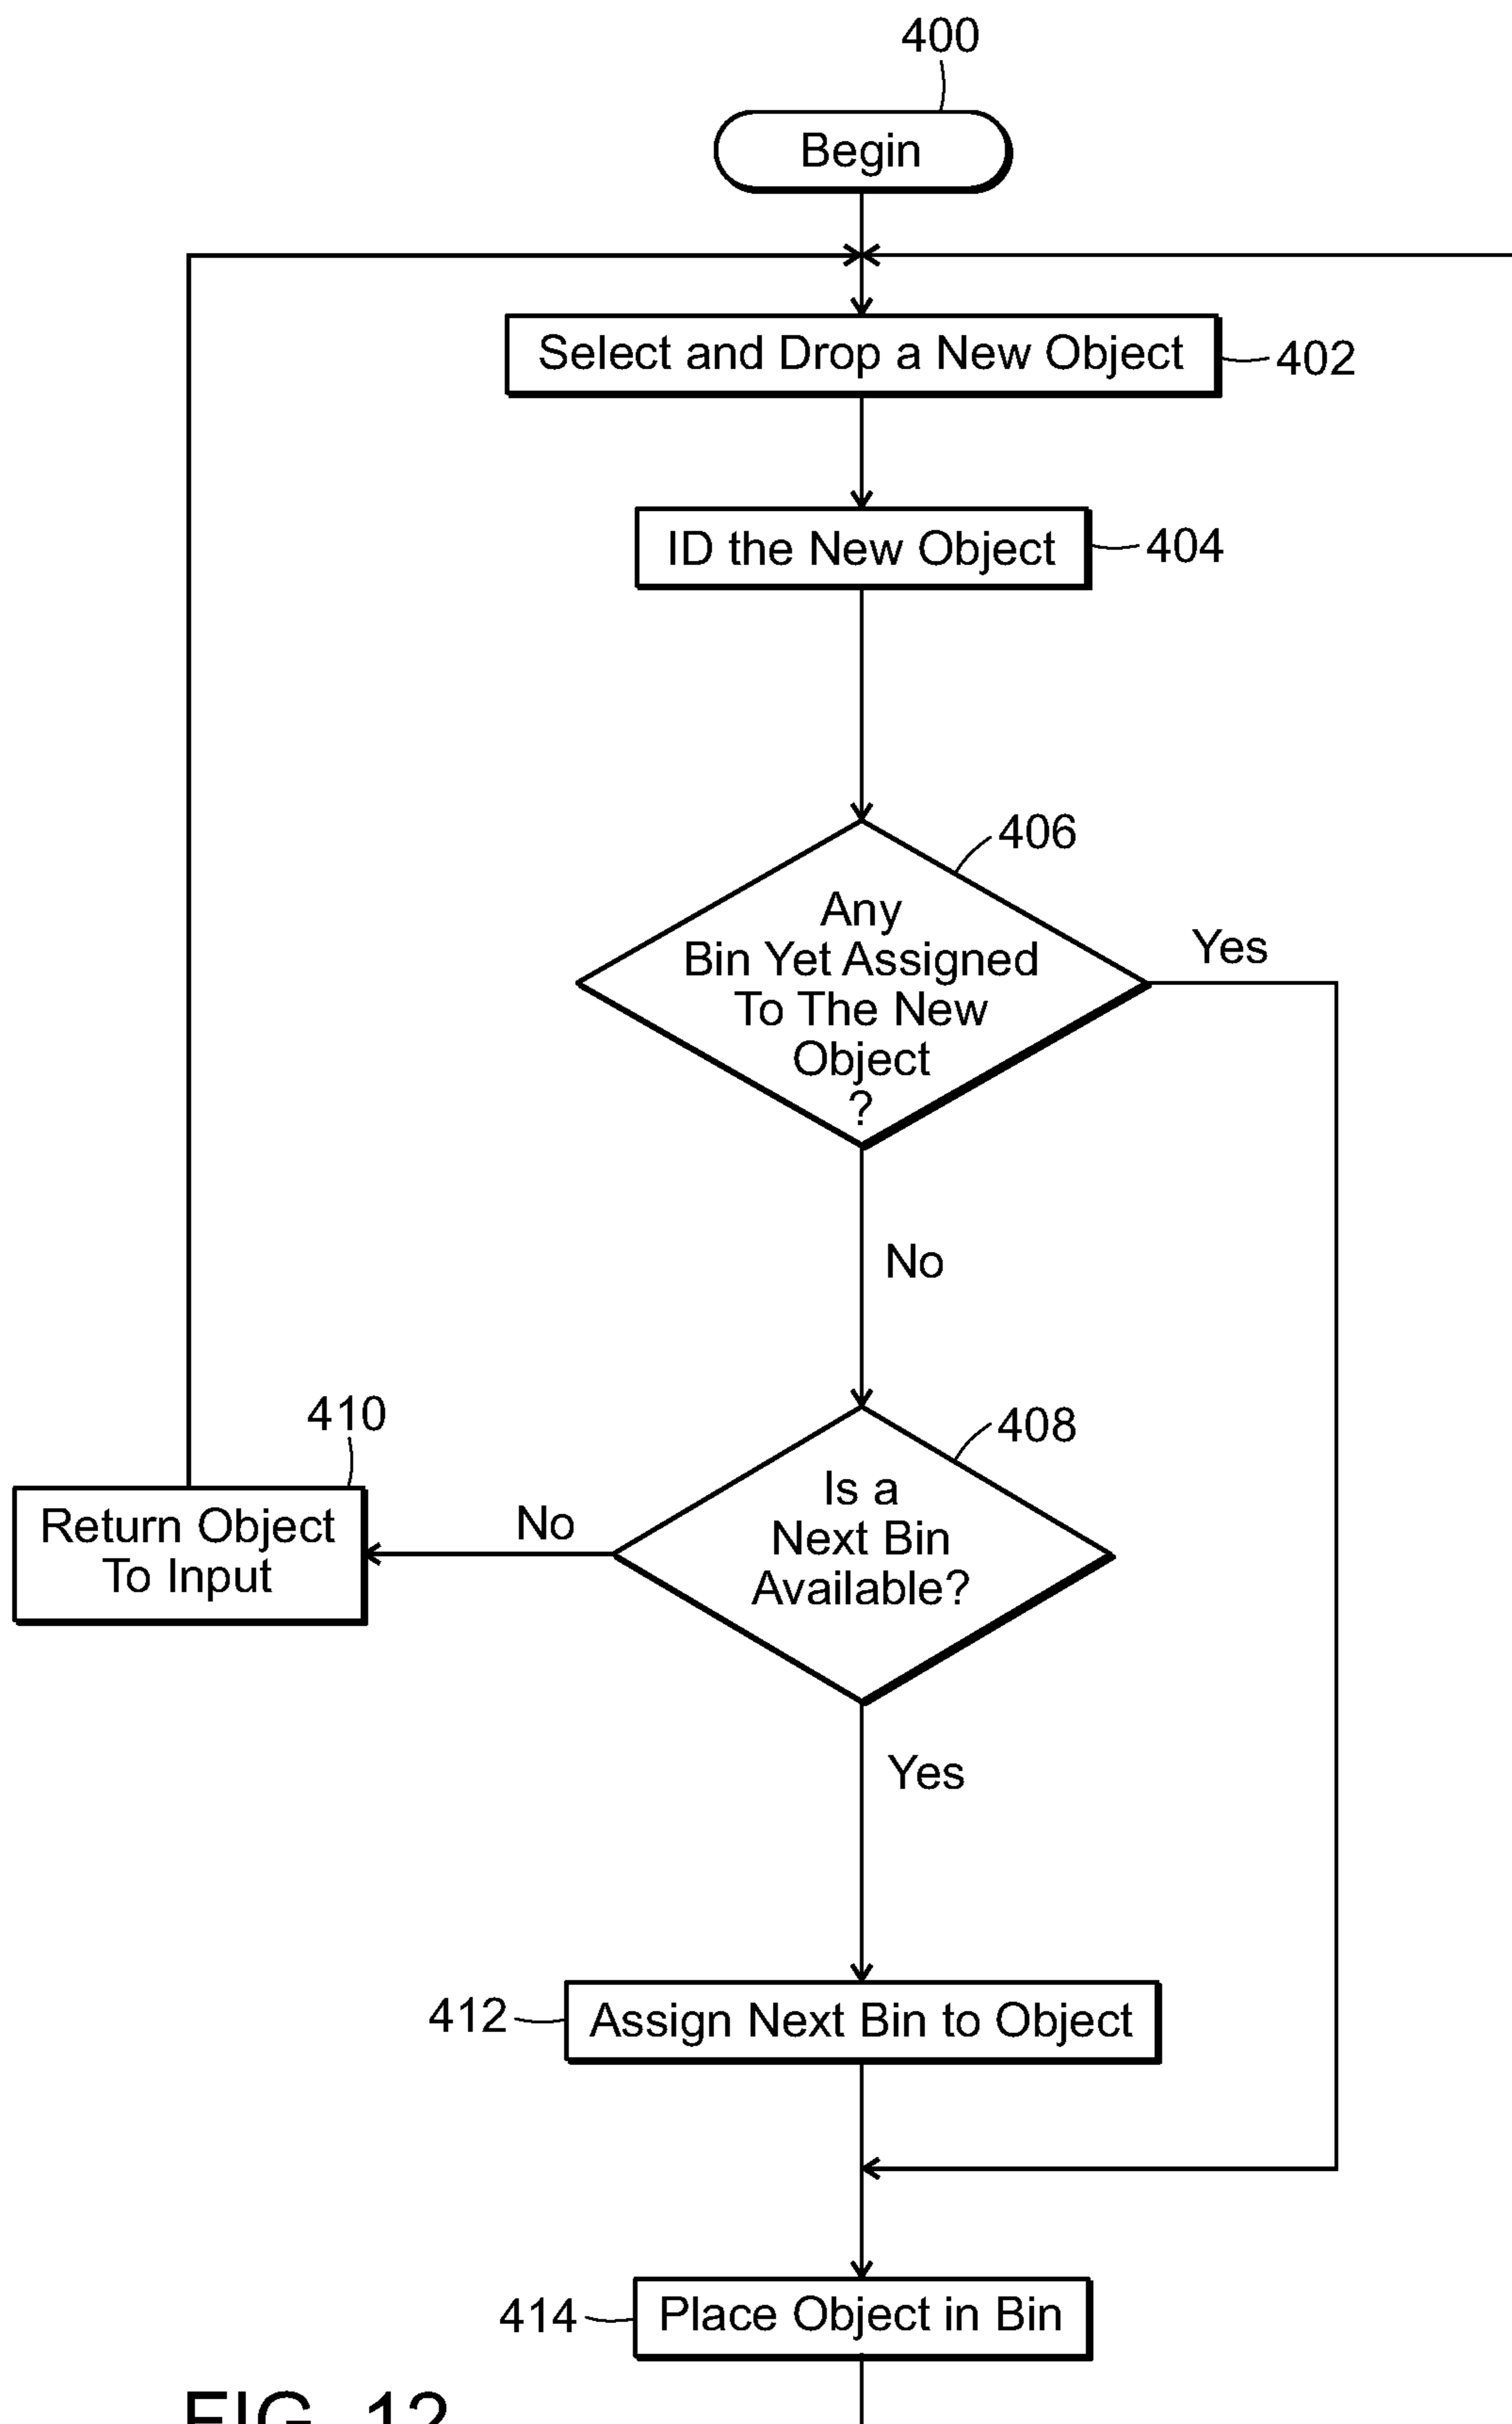 400
Begin
Select and Drop a New Object
402
ID the New Object
404
406
Any
Bin Yet Assigned
To The New
Object
?
Yes
No
408
Is a
Next Bin
Available?
No
410
Return Object
To Input
Yes
412
Assign Next Bin to Object
414
Place Object in Bin
FIG. 12